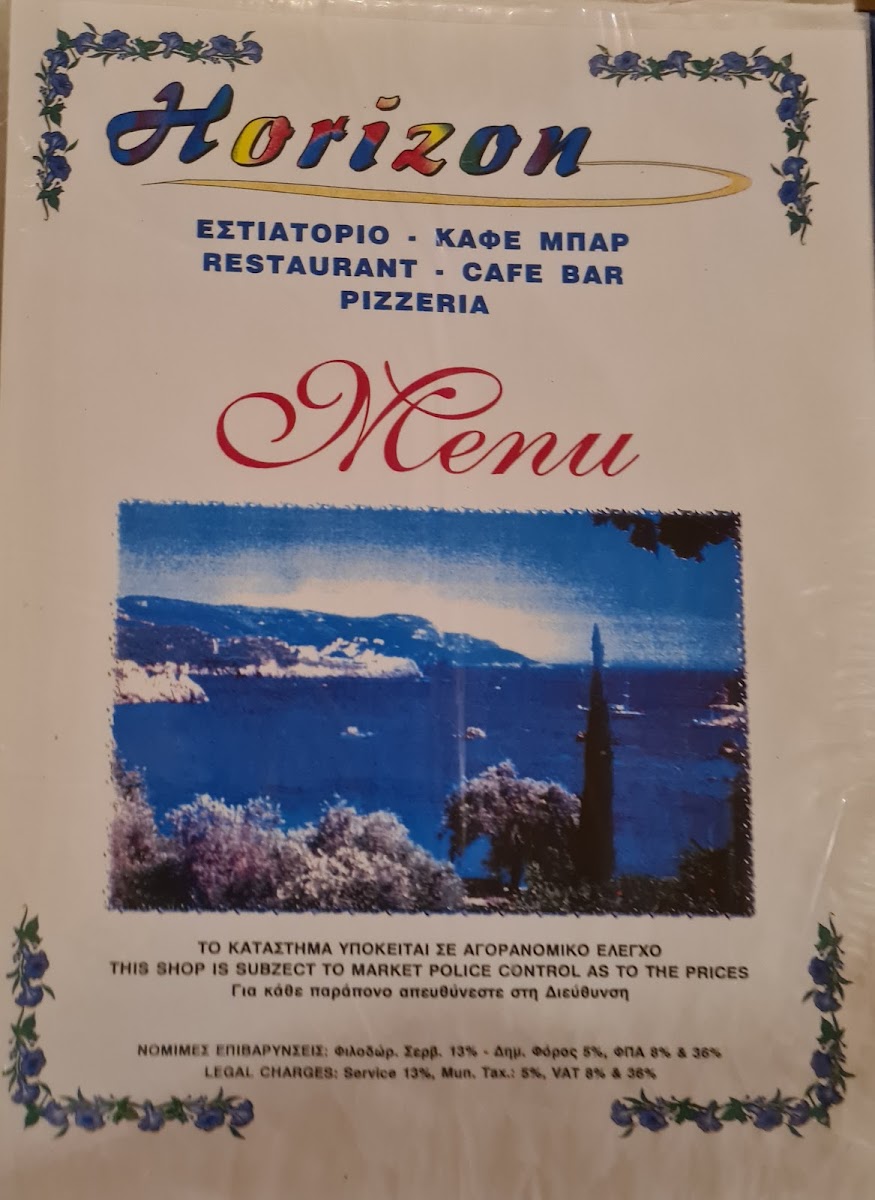 Horizon
ΕΣΤΙΑΤΟΡΙΟ - ΚΑΦΕ ΜΠΑΡ
RESTAURANT - CAFE BAR
PIZZERIA
Menu
ΤΟ ΚΑΤΑΣΤΗΜΑ ΥΠΟΚΕΙΤΑΙ ΣΕ ΑΓΟΡΑΝΟΜΙΚΟ ΕΛΕΓΧΟ
THIS SHOP IS SUBZECT TO MARKET POLICE CONTROL AS TO THE PRICES
Για κάθε παράπονο απευθύνεστε στη Διεύθυνση
ΝΟΜΙΜΕΣ ΕΠΙΒΑΡΥΝΣΕΙΣ: Φιλοδώρ. Σερβ. 13% - Δημ. Φόρος 5%, ΦΠΑ 8% & 36%
LEGAL CHARGES: Service 13%, Mun. Tax.: 5%, VAT 8% & 36%